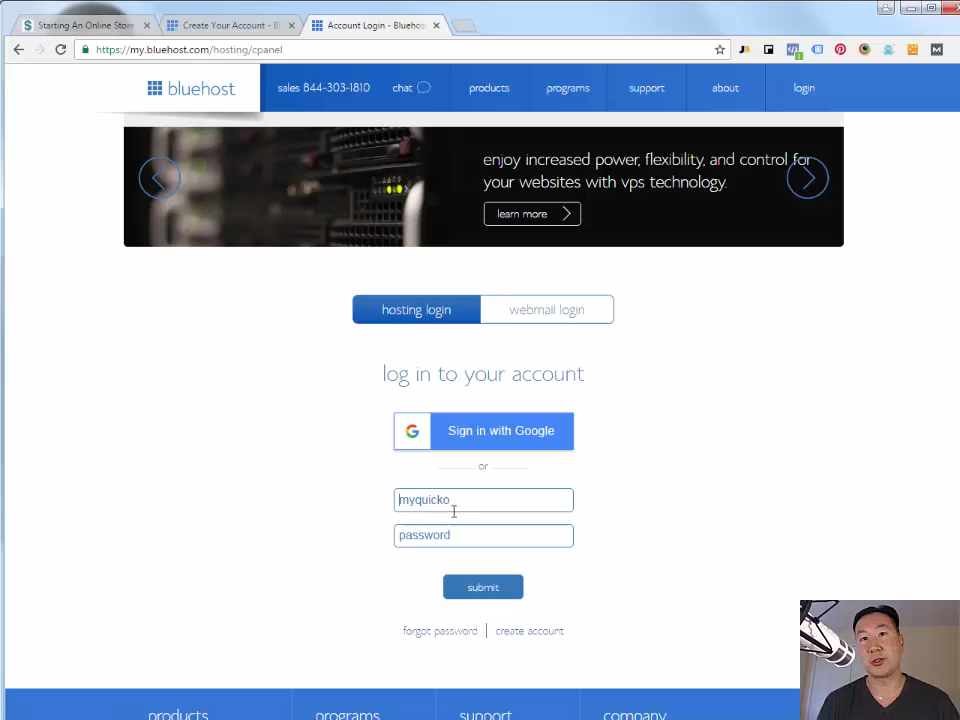 Starting An Online Store
Create Your Account - B
Account Login - Bluehos
https://my.bluehost.com/hosting/cpanel
bluehost
sales 844-303-1810
chat
products
programs
support
about
login
enjoy increased power, flexibility, and control for
your websites with vps technology.
learn more
hosting login
webmail login
log in to your account
Sign in with Google
or
myquicko
password
submit
forgot password
create account
products
programs
support
company